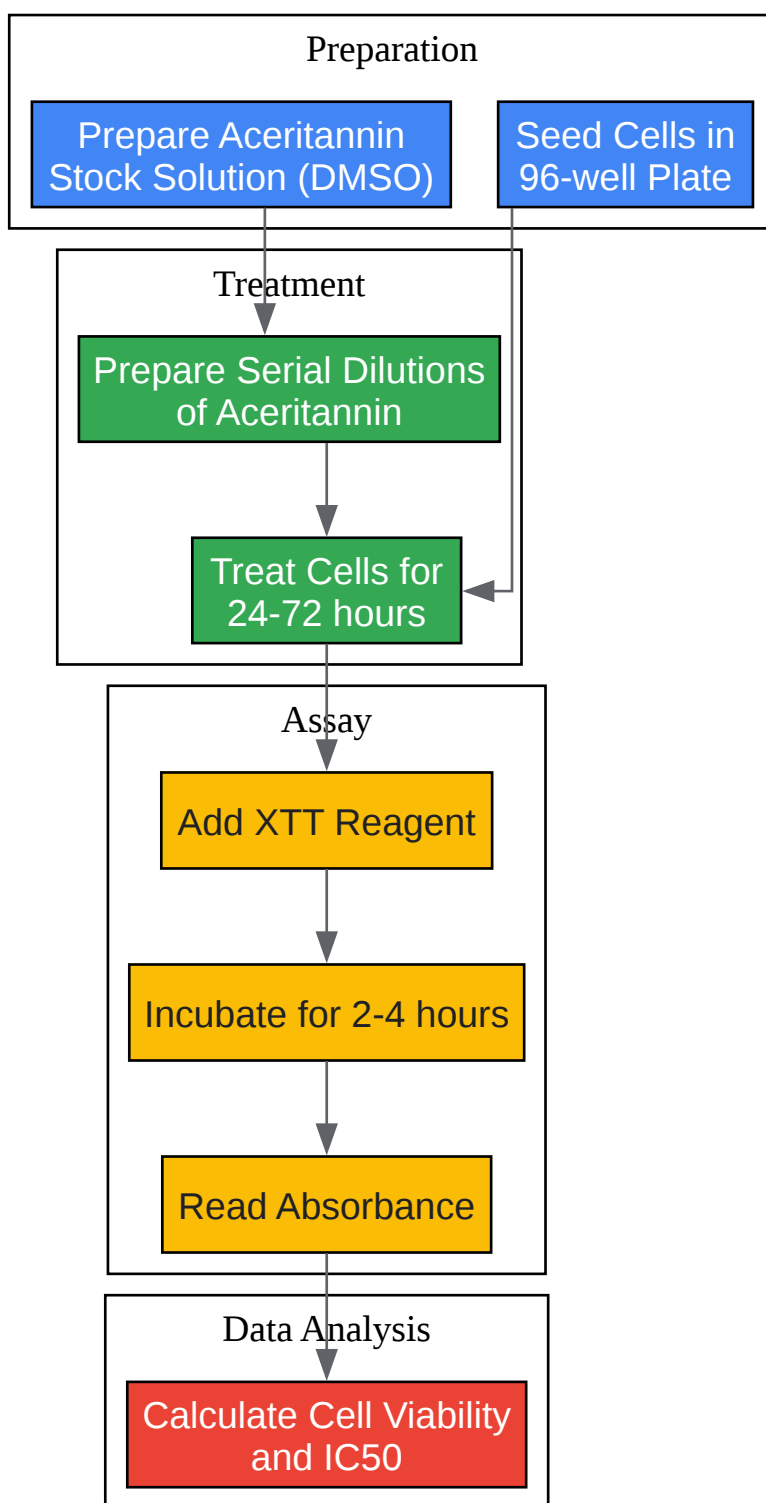 Preparation
Prepare Aceritannin
Stock Solution (DMSO)
Seed Cells in
96-well Plate
Treatment
Prepare Serial Dilutions
of Aceritannin
Treat Cells for
24-72 hours
Assay
Add XTT Reagent
Incubate for 2-4 hours
Read Absorbance
Data Analysis
Calculate Cell Viability
and IC50